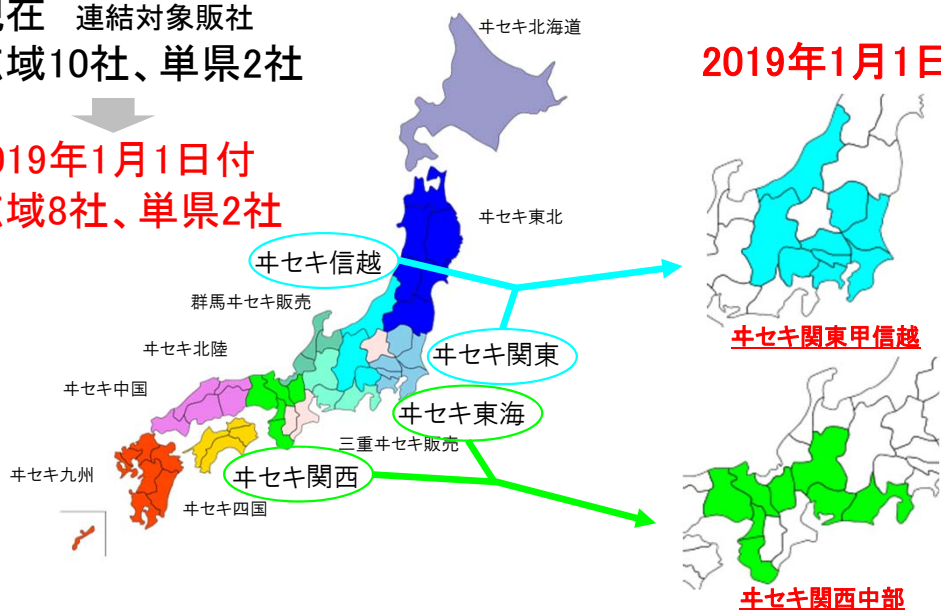 現在 連結対象販社
広域10社、単県2社
2019年1月1日付
広域8社、単県2社
2019年1月1日
ヰセキ北海道
ヰセキ東北
ヰセキ信越
群馬ヰセキ販売
ヰセキ北陸
ヰセキ中国
ヰセキ九州
ヰセキ四国
ヰセキ関西
三重ヰセキ販売
ヰセキ東海
ヰセキ関東
ヰセキ関東甲信越
ヰセキ関西中部